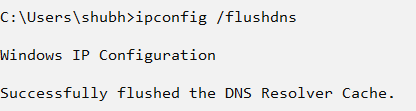 C:\Users\shubh>ipconfig /flushdns
Windows IP Configuration
Successfully flushed the DNS Resolver Cache.